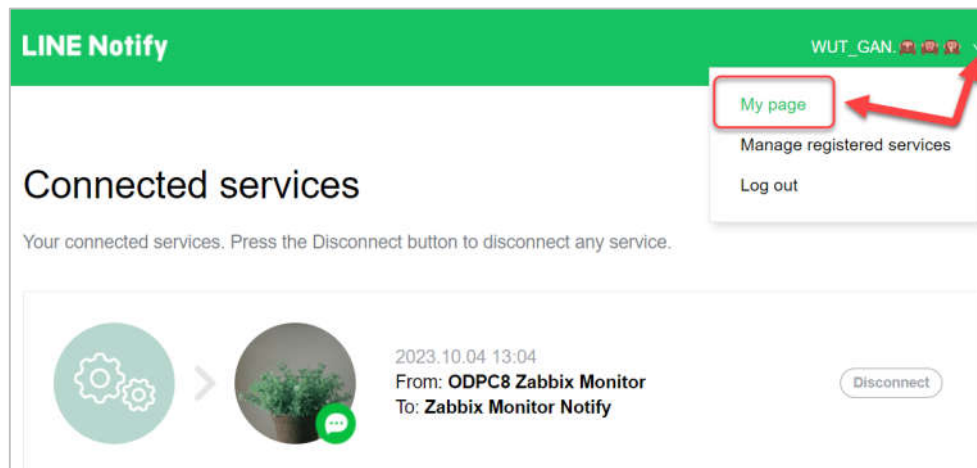 LINE Notify
WUT_GAN.🙉🙉🙊
My page
Manage registered services
Log out
Connected services
Your connected services. Press the Disconnect button to disconnect any service.
2023.10.04 13:04
From: ODPC8 Zabbix Monitor
To: Zabbix Monitor Notify
Disconnect